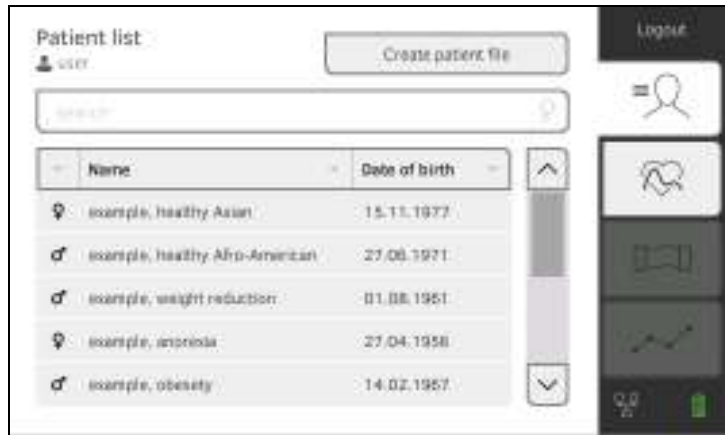 Patient list
Logout
user
Create patient file
search
Name Date of birth
example, healthy Asian 15.11.1977
example, healthy Afro-American 27.06.1971
example, weight reduction 01.08.1961
example, anorexia 27.04.1956
example, obesety 14.02.1967